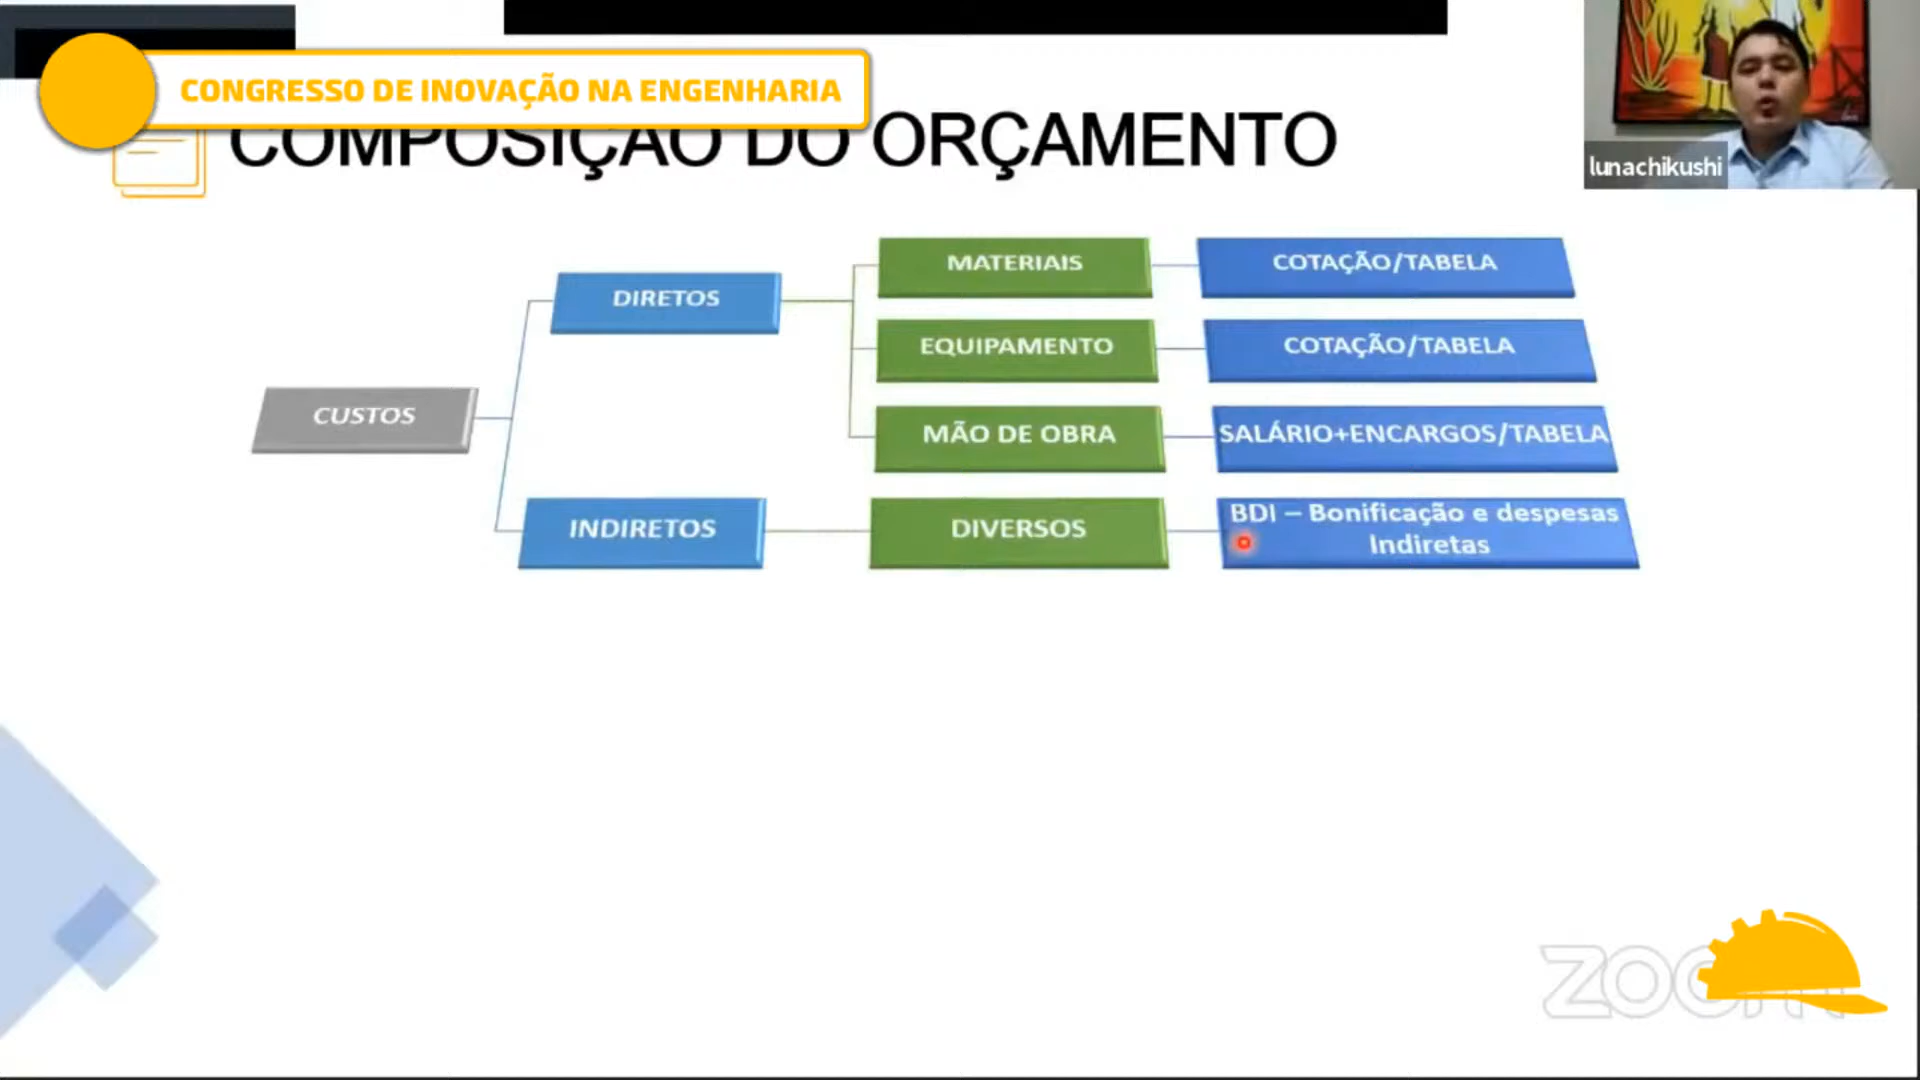 CONGRESSO DE INOVAÇÃO NA ENGENHARIA
COMPOSIÇÃO DO ORÇAMENTO
lunachikushi
CUSTOS
DIRETOS
MATERIAIS
COTAÇÃO/TABELA
EQUIPAMENTO
COTAÇÃO/TABELA
MÃO DE OBRA
SALÁRIO+ENCARGOS/TABELA
INDIRETOS
DIVERSOS
BDI – Bonificação e despesas
Indiretas
zoom